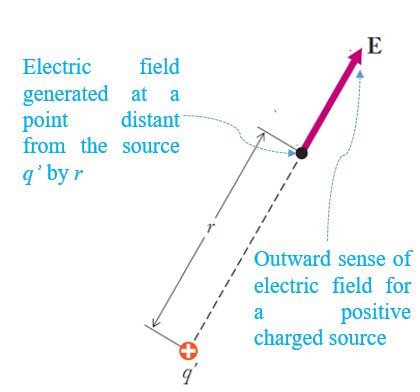 E
Electric field
generated at a
point distant
from the source
q’ by r
r
Outward sense of
electric field for
a positive
charged source
q'